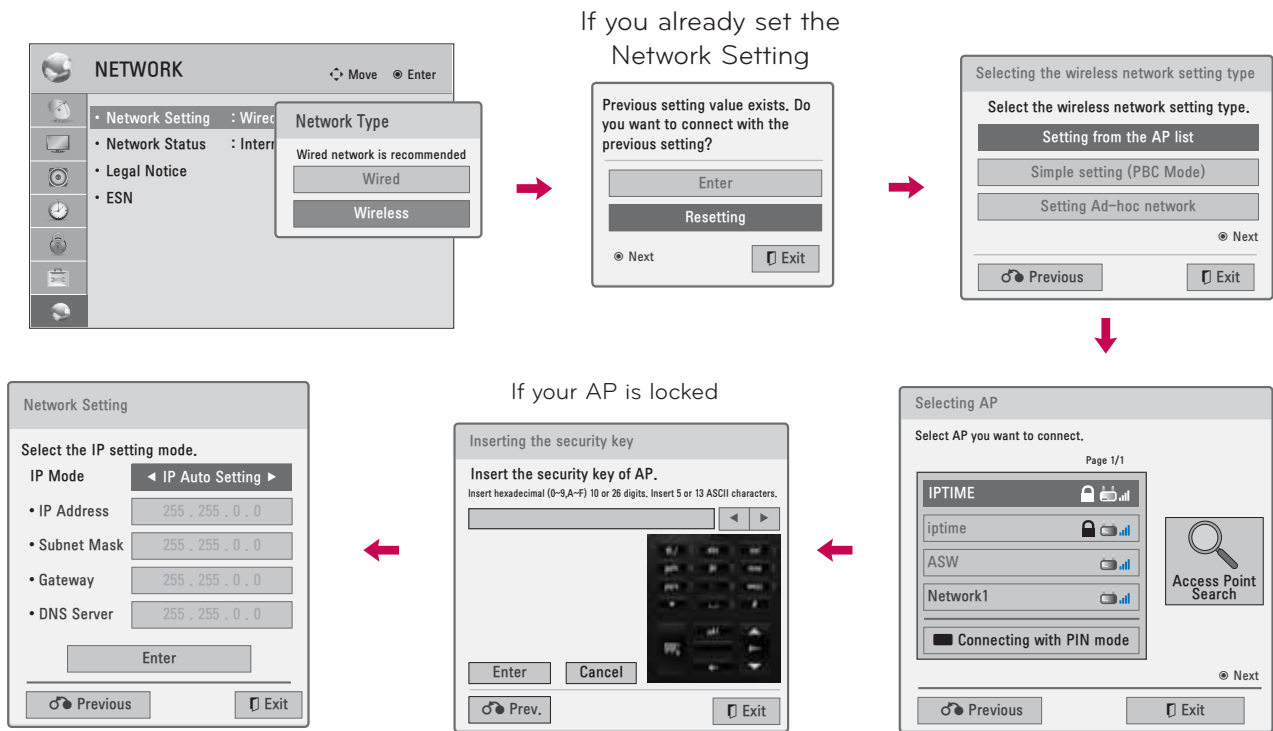 If you already set the
Network Setting
NETWORK
Move ◉ Enter
• Network Setting : Wired
• Network Status : Inter
• Legal Notice
• ESN
Network Type
Wired network is recommended
Wired
Wireless
Previous setting value exists. Do
you want to connect with the
previous setting?
Enter
Resetting
◉ Next
Exit
Selecting the wireless network setting type
Select the wireless network setting type.
Setting from the AP list
Simple setting (PBC Mode)
Setting Ad-hoc network
◉ Next
Previous
Exit
Selecting AP
Select AP you want to connect.
Page 1/1
IPTIME
iptime
ASW
Network1
Connecting with PIN mode
Access Point
Search
◉ Next
Previous
Exit
If your AP is locked
Inserting the security key
Insert the security key of AP.
Insert hexadecimal (0~9,A~F) 10 or 26 digits. Insert 5 or 13 ASCII characters.
◄ ►
Enter
Cancel
Prev.
Exit
Network Setting
Select the IP setting mode.
IP Mode ◄ IP Auto Setting ►
• IP Address 255 . 255 . 0 . 0
• Subnet Mask 255 . 255 . 0 . 0
• Gateway 255 . 255 . 0 . 0
• DNS Server 255 . 255 . 0 . 0
Enter
Previous
Exit